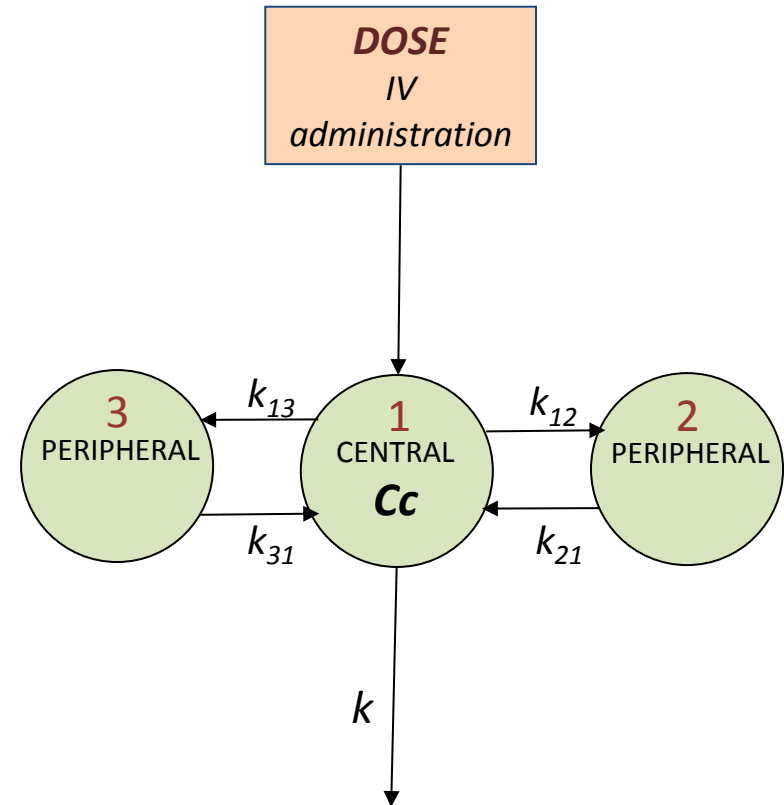 DOSE
IV
administration
3
PERIPHERAL
k13
k31
1
CENTRAL
Cc
k12
k21
2
PERIPHERAL
k